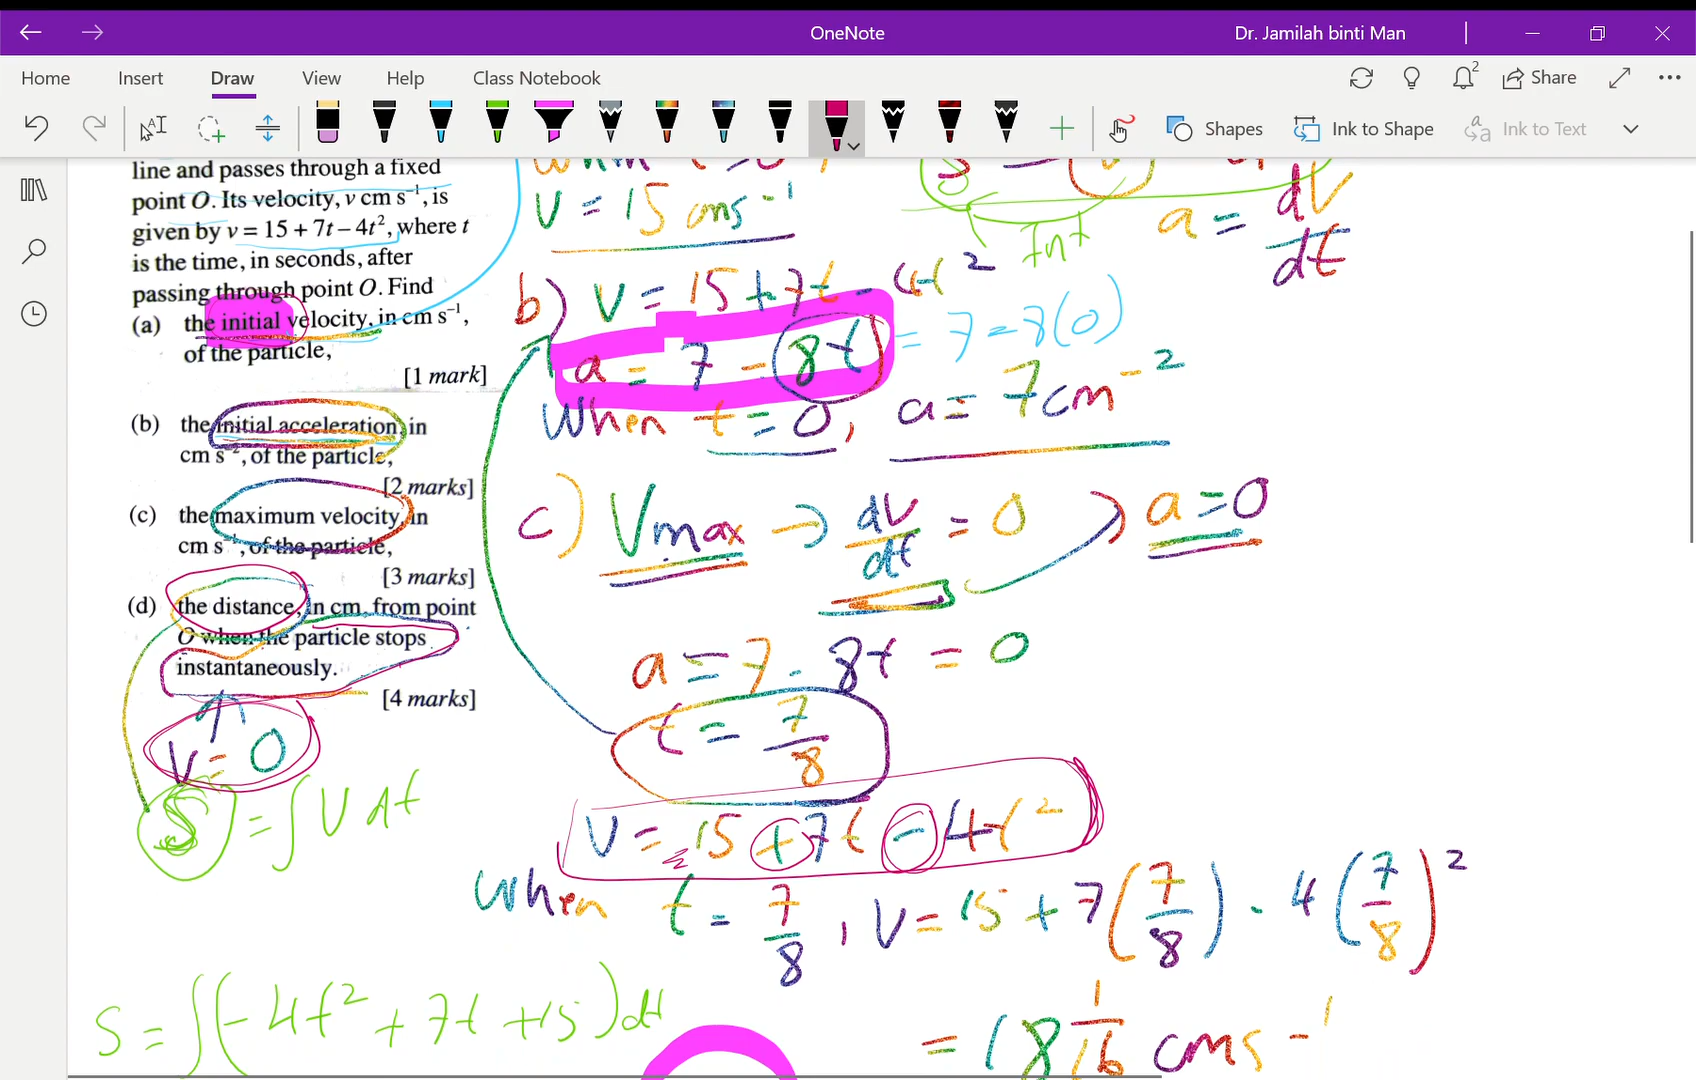 OneNote
Dr. Jamilah binti Man
Home Insert Draw View Help Class Notebook
2
Share
Shapes
Ink to Shape
Ink to Text
line and passes through a fixed
point O. Its velocity, v cm s⁻¹, is
given by v = 15 + 7t – 4t², where t
is the time, in seconds, after
passing through point O. Find
(a) the initial velocity, in cm s⁻¹,
of the particle,
[1 mark]
(b) the initial acceleration, in
cm s⁻², of the particle,
[2 marks]
(c) the maximum velocity, in
cm s⁻¹, of the particle,
[3 marks]
(d) the distance, in cm, from point
O when the particle stops
instantaneously.
[4 marks]
v = 0
S = ∫ v dt
S = ∫(-4t² + 7t + 15) dt
v = 15 cms⁻¹
Int
a = dv/dt
b) v = 15 + 7t - 4t²
a = 7 - 8t = 7 - 8(0)
When t = 0, a = 7cm⁻²
c) Vmax → dv/dt = 0 a = 0
a = 7 - 8t = 0
t = 7/8
v = 15 + 7t - 4t²
When t = 7/8, v = 15 + 7(7/8) - 4(7/8)²
= 18 1/16 cms⁻¹